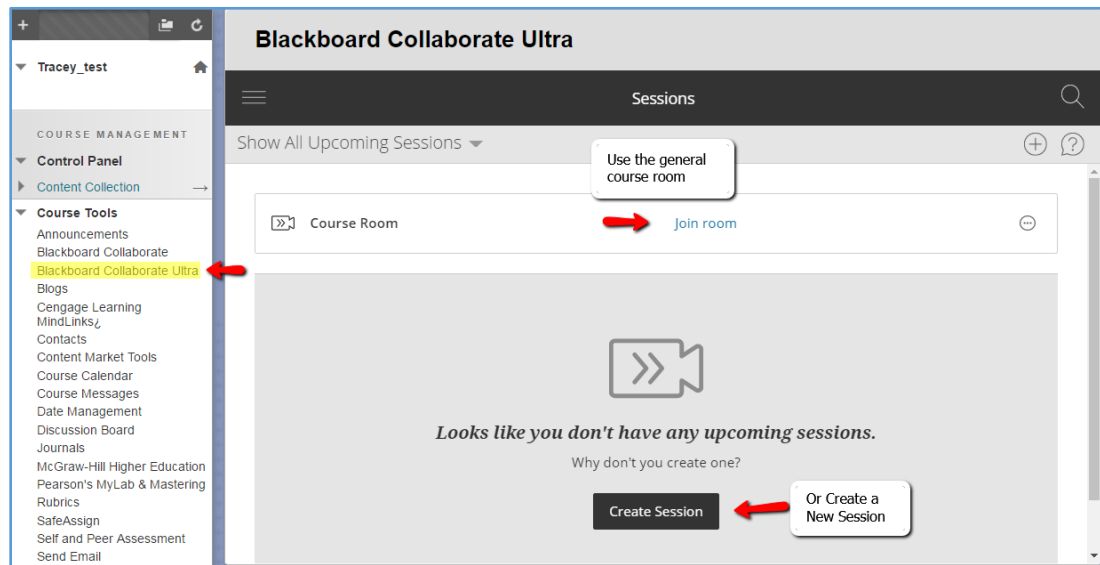 +
Tracey_test
COURSE MANAGEMENT
Control Panel
Content Collection →
Course Tools
Announcements
Blackboard Collaborate
Blackboard Collaborate Ultra
Blogs
Cengage Learning
MindLinks¿
Contacts
Content Market Tools
Course Calendar
Course Messages
Date Management
Discussion Board
Journals
McGraw-Hill Higher Education
Pearson's MyLab & Mastering
Rubrics
SafeAssign
Self and Peer Assessment
Send Email
Blackboard Collaborate Ultra
Sessions
Show All Upcoming Sessions
Use the general
course room
Course Room
Join room
Looks like you don't have any upcoming sessions.
Why don't you create one?
Create Session
Or Create a
New Session